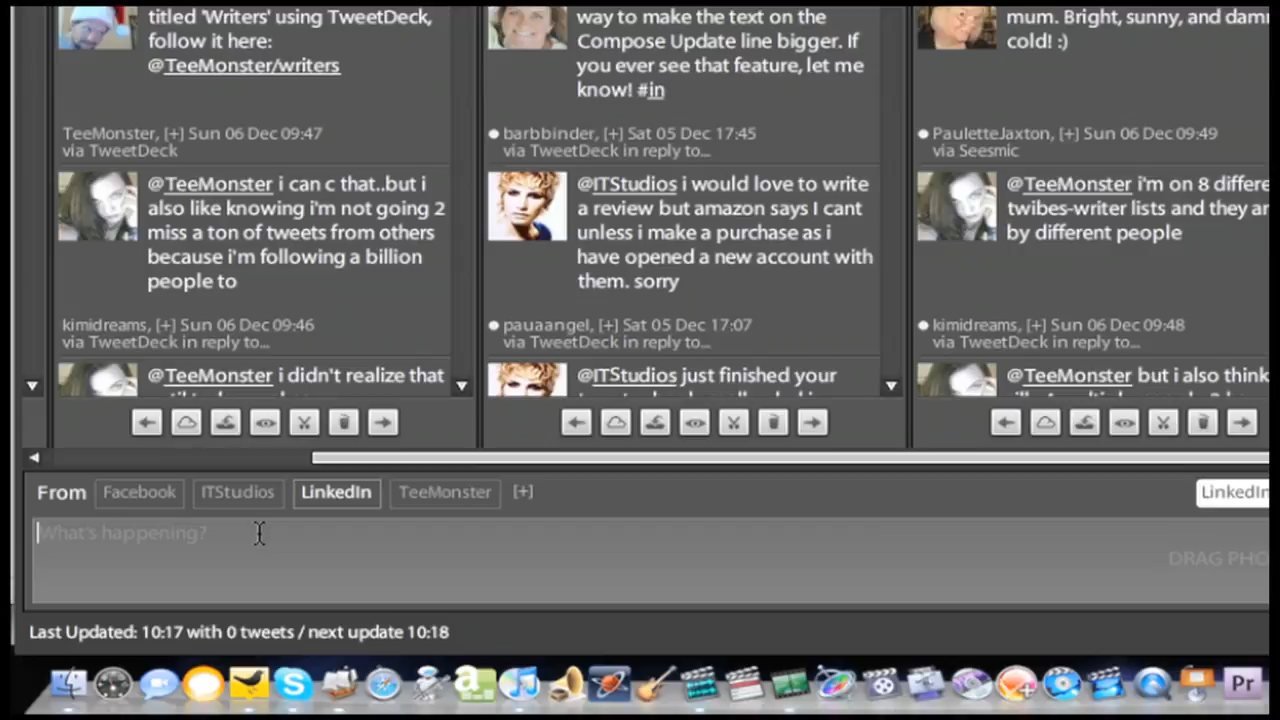 titled 'Writers' using TweetDeck,
follow it here:
@TeeMonster/writers
TeeMonster, [+] Sun 06 Dec 09:47
via TweetDeck
@TeeMonster i can c that..but i
also like knowing i'm not going 2
miss a ton of tweets from others
because i'm following a billion
people to
kimidreams, [+] Sun 06 Dec 09:46
via TweetDeck in reply to...
@TeeMonster i didn't realize that
way to make the text on the
Compose Update line bigger. If
you ever see that feature, let me
know! #in
barbbinder, [+] Sat 05 Dec 17:45
via TweetDeck in reply to...
@ITStudios i would love to write
a review but amazon says I cant
unless i make a purchase as i
have opened a new account with
them. sorry
pauaangel, [+] Sat 05 Dec 17:07
via TweetDeck in reply to...
@ITStudios just finished your
mum. Bright, sunny, and damn
cold! :)
PauletteJaxton, [+] Sun 06 Dec 09:49
via Seesmic
@TeeMonster i'm on 8 differe
twibes-writer lists and they ar
by different people
kimidreams, [+] Sun 06 Dec 09:48
via TweetDeck in reply to...
@TeeMonster but i also think
From Facebook ITStudios LinkedIn TeeMonster [+] LinkedIn
What's happening?
DRAG PHO
Last Updated: 10:17 with 0 tweets / next update 10:18
Pr